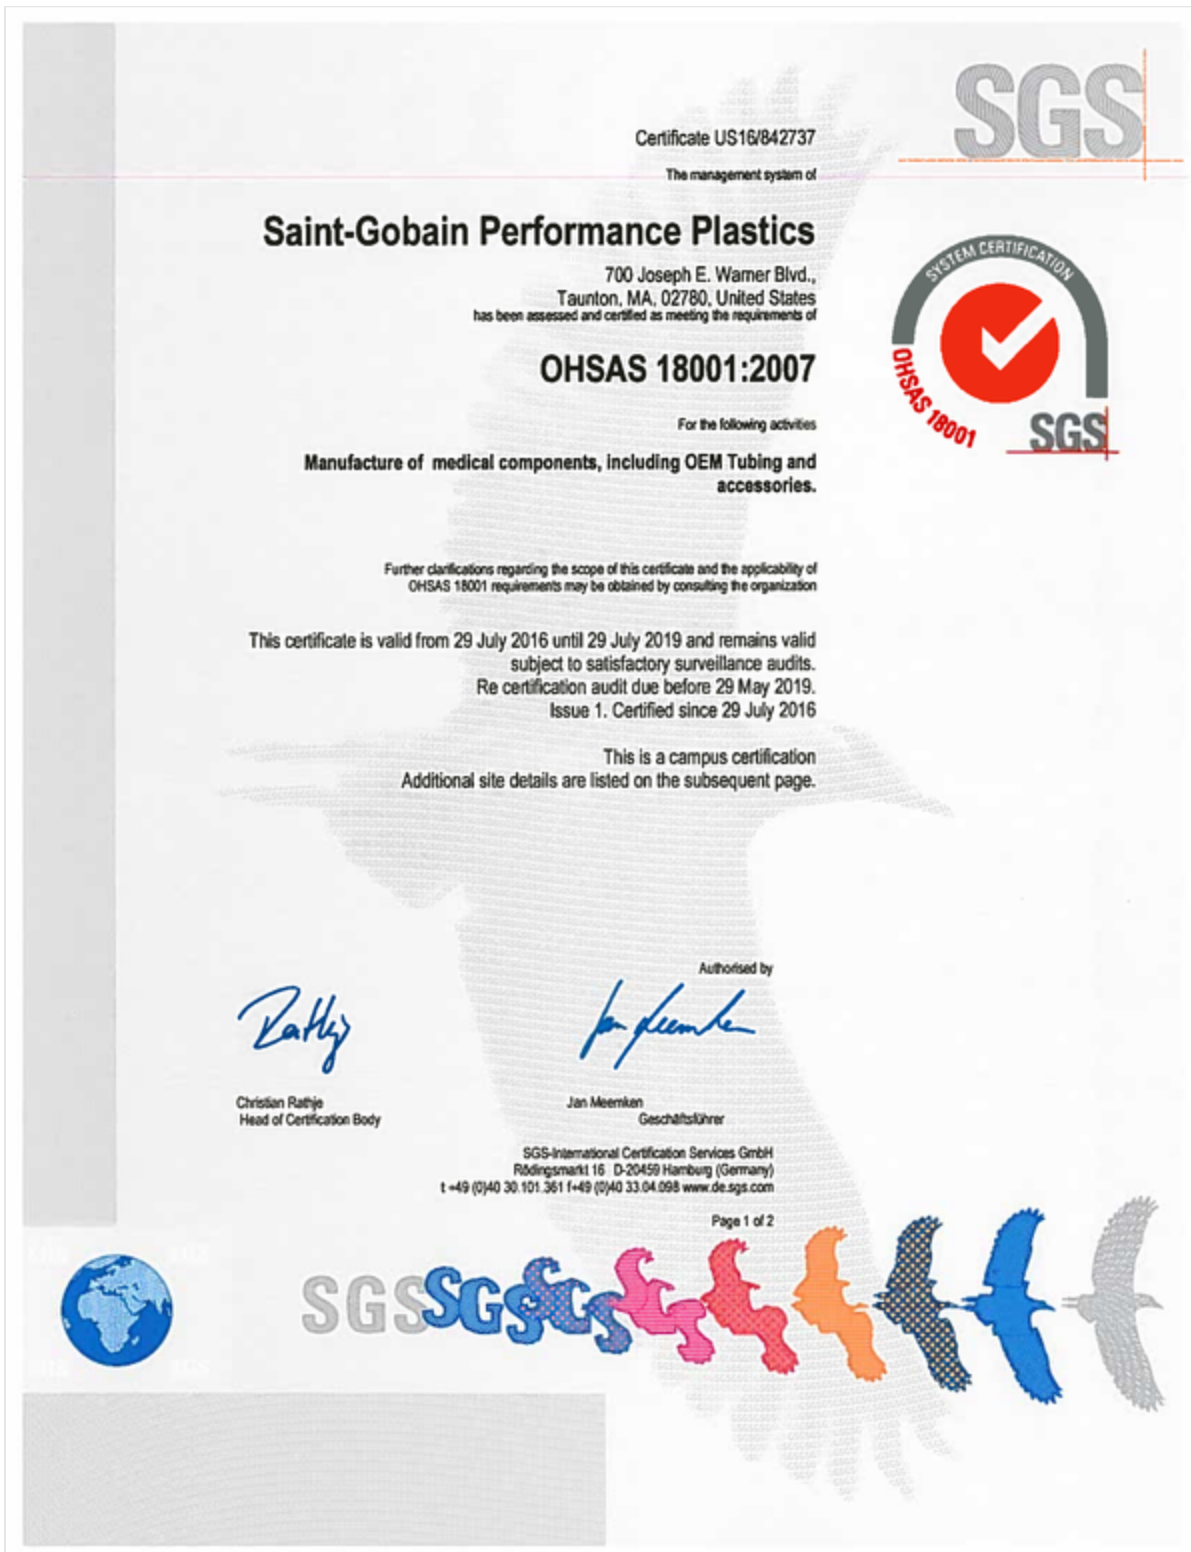 SGS
Certificate US16/842737
The management system of
Saint-Gobain Performance Plastics
700 Joseph E. Warner Blvd.,
Taunton, MA, 02780, United States
has been assessed and certified as meeting the requirements of
OHSAS 18001:2007
SYSTEM CERTIFICATION
OHSAS 18001
SGS
For the following activities
Manufacture of medical components, including OEM Tubing and
accessories.
Further clarifications regarding the scope of this certificate and the applicability of
OHSAS 18001 requirements may be obtained by consulting the organization
This certificate is valid from 29 July 2016 until 29 July 2019 and remains valid
subject to satisfactory surveillance audits.
Re certification audit due before 29 May 2019.
Issue 1. Certified since 29 July 2016
This is a campus certification
Additional site details are listed on the subsequent page.
Authorised by
Rathje
Jan Meemken
Christian Rathje
Head of Certification Body
Jan Meemken
Geschäftsführer
SGS-International Certification Services GmbH
Rödingsmarkt 16 D-20459 Hamburg (Germany)
t +49 (0)40 30.101.361 f+49 (0)40 33.04.098 www.de.sgs.com
Page 1 of 2
SGS SGS SGS